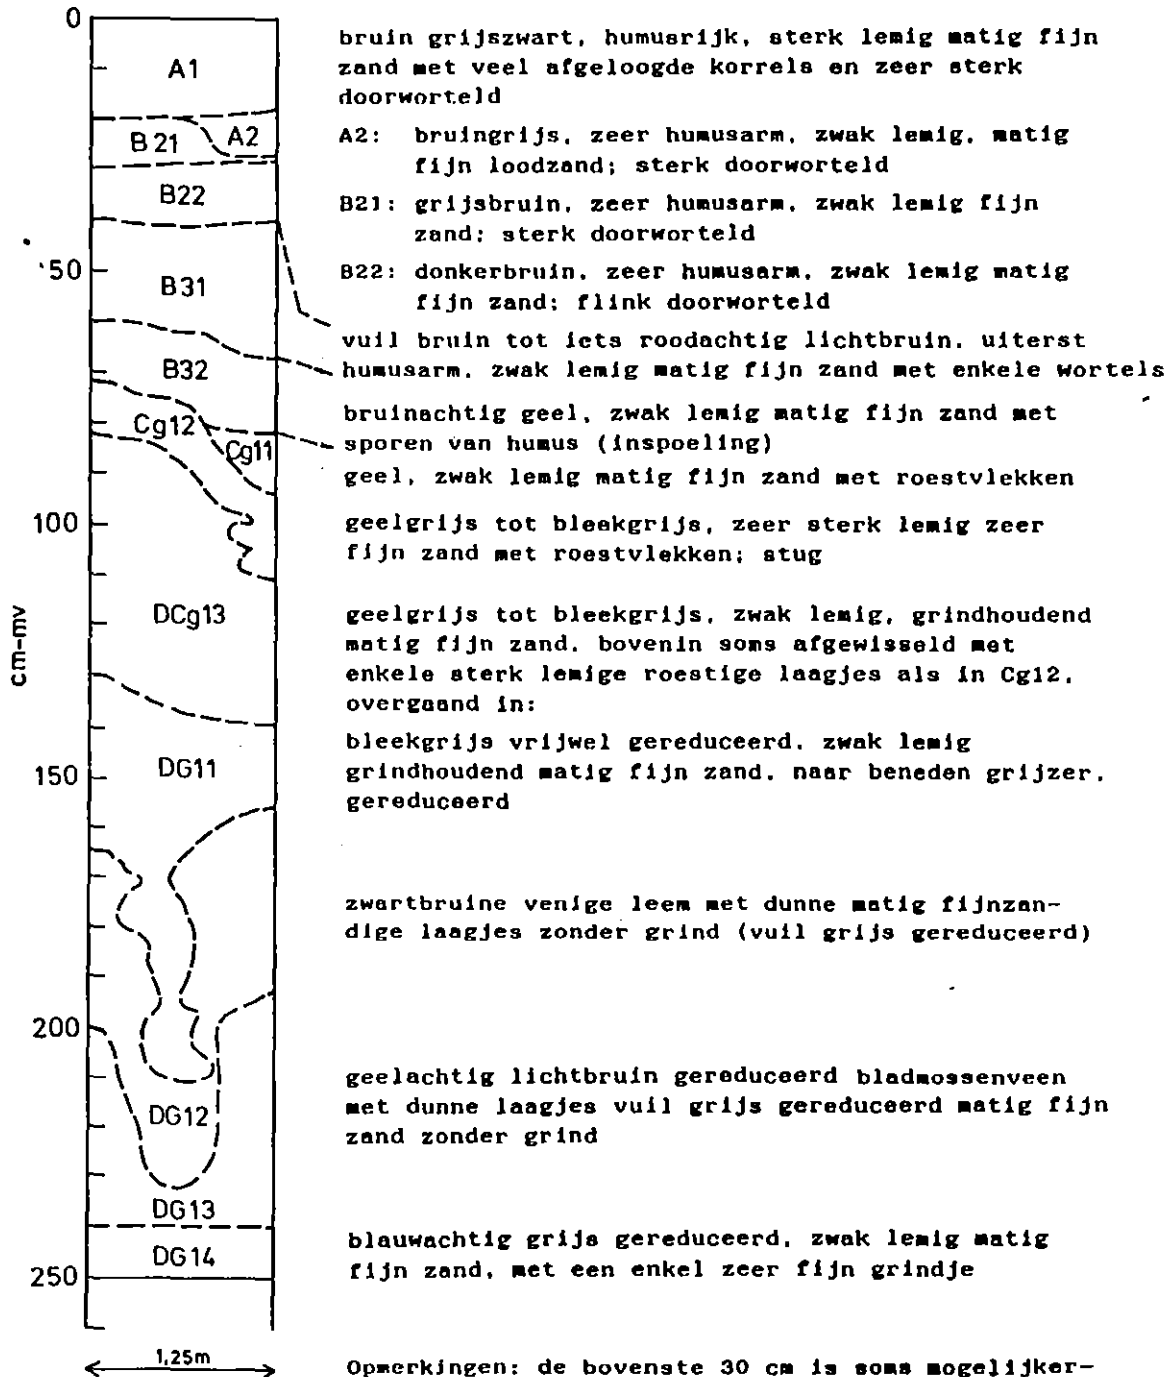 0
A1
bruin grijszwart, humusrijk, sterk lemig matig fijn
zand met veel afgeloogde korrels en zeer sterk
doorworteld
B21
A2
A2: bruingrijs, zeer humusarm, zwak lemig, matig
fijn loodzand; sterk doorworteld
B22
B21: grijsbruin, zeer humusarm, zwak lemig fijn
zand; sterk doorworteld
50
B31
B22: donkerbruin, zeer humusarm, zwak lemig matig
fijn zand; flink doorworteld
vuil bruin tot iets roodachtig lichtbruin, uiterst
B32
humusarm, zwak lemig matig fijn zand met enkele wortels
Cg12
Cg11
bruinachtig geel, zwak lemig matig fijn zand met
sporen van humus (inspoeling)
geel, zwak lemig matig fijn zand met roestvlekken
100
geelgrijs tot bleekgrijs, zeer sterk lemig zeer
fijn zand met roestvlekken; stug
cm-mv
DCg13
geelgrijs tot bleekgrijs, zwak lemig, grindhoudend
matig fijn zand, bovenin soms afgewisseld met
enkele sterk lemige roestige laagjes als in Cg12,
overgaand in:
150
DG11
bleekgrijs vrijwel gereduceerd, zwak lemig
grindhoudend matig fijn zand, naar beneden grijzer,
gereduceerd
zwartbruine venige leem met dunne matig fijnzan-
dige laagjes zonder grind (vuil grijs gereduceerd)
200
DG12
geelachtig lichtbruin gereduceerd bladmossenveen
met dunne laagjes vuil grijs gereduceerd matig fijn
zand zonder grind
DG13
DG14
blauwachtig grijs gereduceerd, zwak lemig matig
fijn zand, met een enkel zeer fijn grindje
250
1,25m
Opmerkingen: de bovenste 30 cm is soms mogelijker-